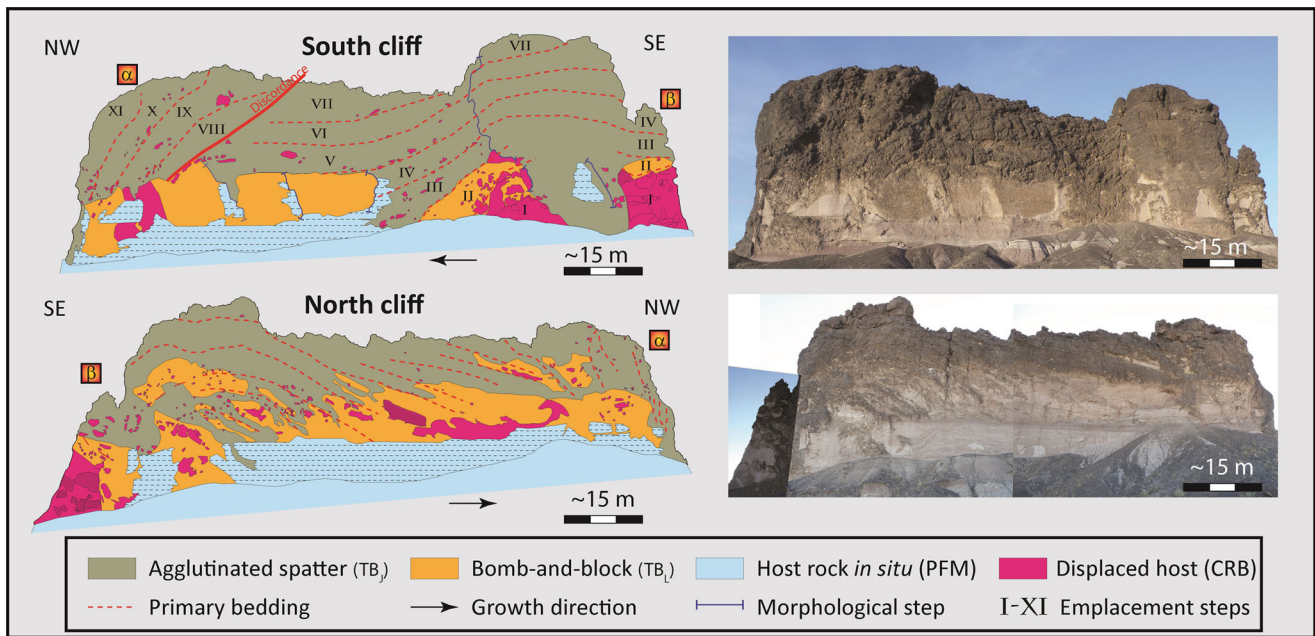 NW
South cliff
SE
α
β
Discordance
XI
X
IX
VIII
VII
VII
VI
V
IV
III
II
I
IV
III
II
I
~15 m
~15 m
North cliff
SE
NW
β
α
~15 m
~15 m
Agglutinated spatter (TBJ)
Bomb-and-block (TBL)
Host rock in situ (PFM)
Displaced host (CRB)
Primary bedding
Growth direction
Morphological step
I-XI Emplacement steps